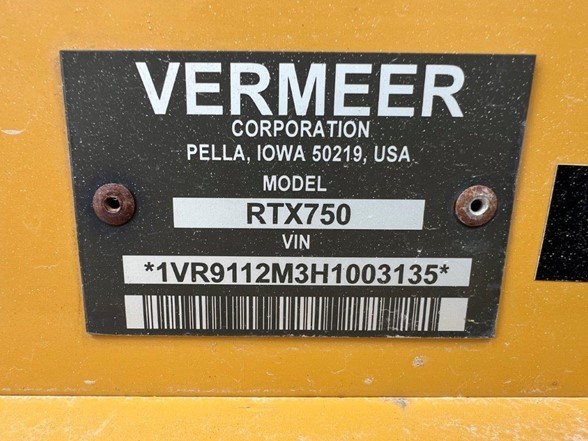 VERMEER
CORPORATION
PELLA, IOWA 50219, USA
MODEL
RTX750
VIN
*1VR9112M3H1003135*